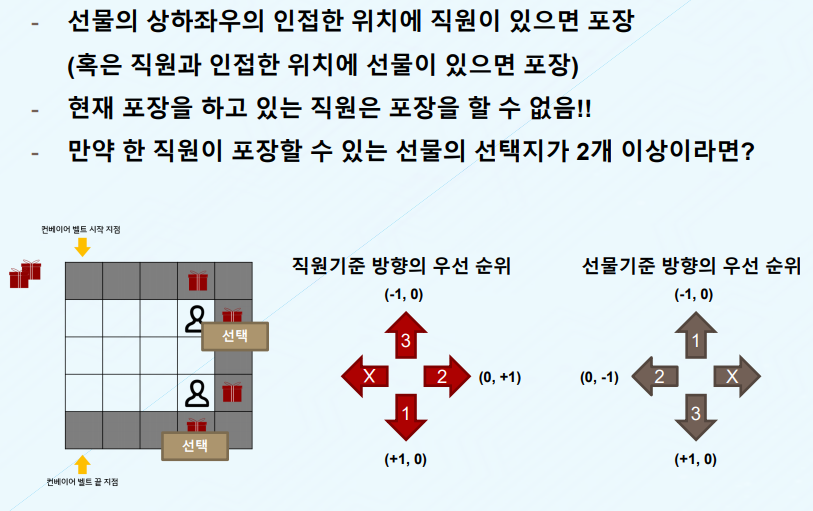 - 선물의 상하좌우의 인접한 위치에 직원이 있으면 포장
(혹은 직원과 인접한 위치에 선물이 있으면 포장)
- 현재 포장을 하고 있는 직원은 포장을 할 수 없음!!
- 만약 한 직원이 포장할 수 있는 선물의 선택지가 2개 이상이라면?
컨베이어 벨트 시작 지점
선택
선택
컨베이어 벨트 끝 지점
직원기준 방향의 우선 순위
(-1, 0)
3
X
2
(0, +1)
1
(+1, 0)
선물기준 방향의 우선 순위
(-1, 0)
1
(0, -1)
2
X
3
(+1, 0)